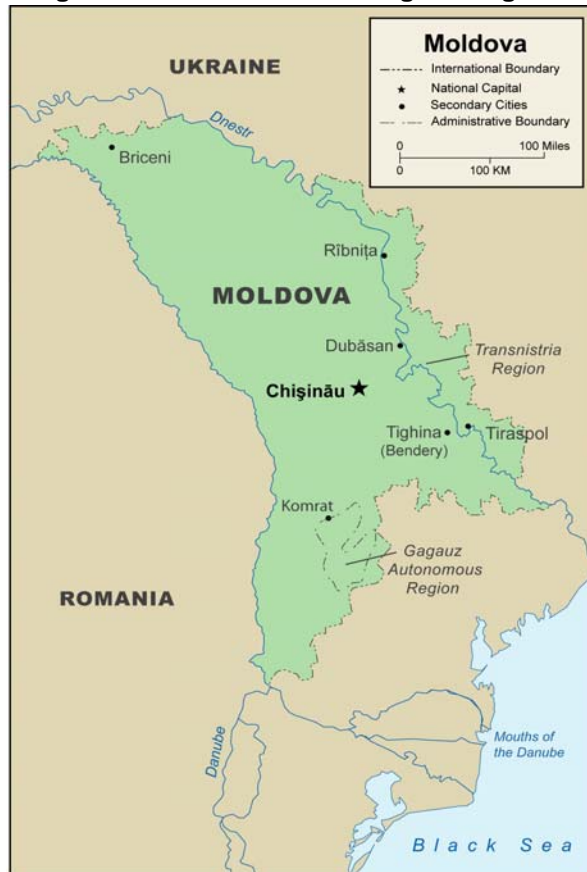 Moldova
International Boundary
National Capital
Secondary Cities
Administrative Boundary
0 100 Miles
0 100 KM
UKRAINE
Dnestr
Briceni
Rîbnița
MOLDOVA
Dubăsan
Transnistria
Region
Chişinău
Tighina
(Bendery)
Tiraspol
Komrat
Gagauz
Autonomous
Region
ROMANIA
Danube
Mouths of
the Danube
Black Sea